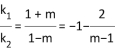 k₁/k₂ = (1 + m)/(1−m) = −1− 2/(m−1)